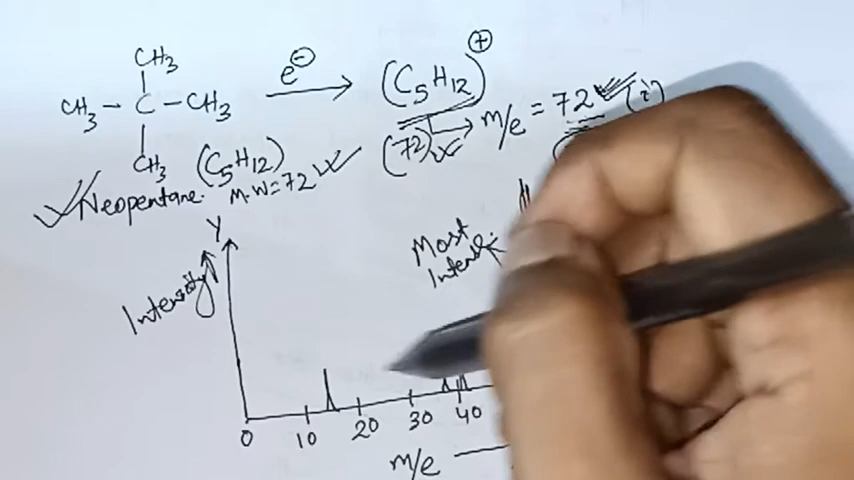 CH₃
CH₃ – C – CH₃
CH₃
e⊖
(C₅H₁₂)⊕
(72)
m/e = 72 (i)
(C₅H₁₂)
Neopentane. M.W = 72
Y
Intensity
Most
0 10 20 30 40
m/e